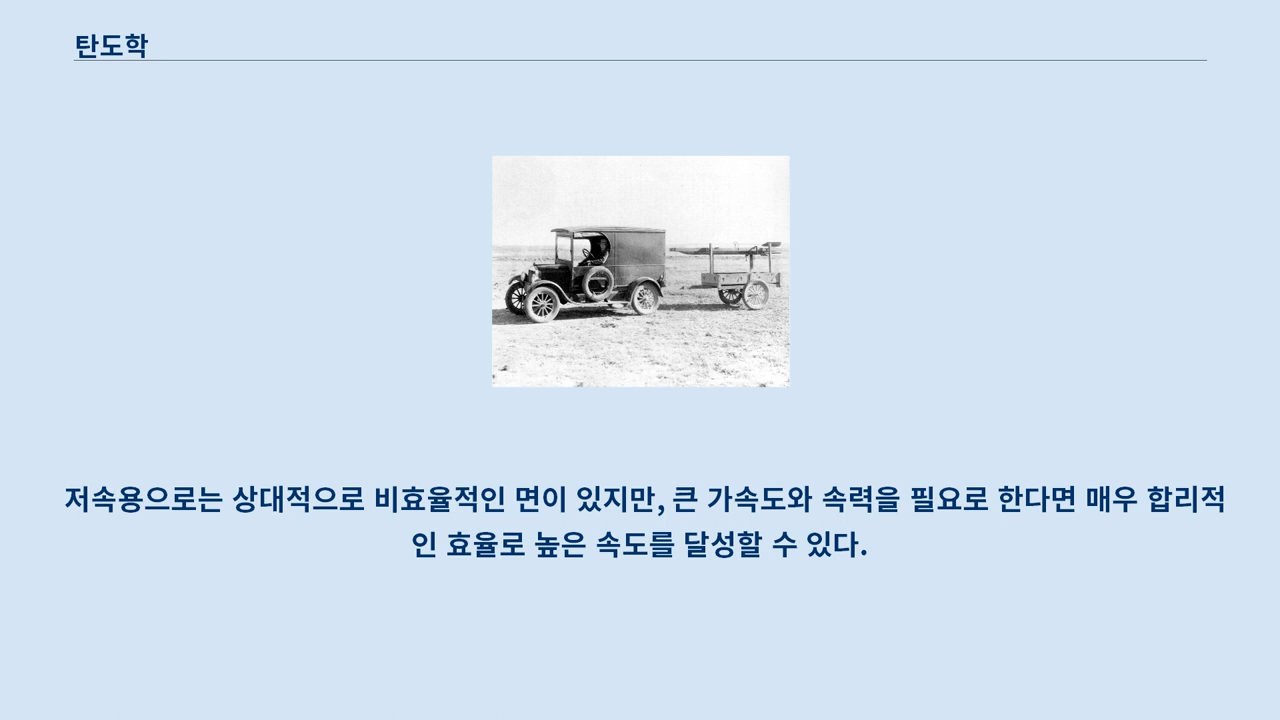 탄도학
저속용으로는 상대적으로 비효율적인 면이 있지만, 큰 가속도와 속력을 필요로 한다면 매우 합리적
인 효율로 높은 속도를 달성할 수 있다.